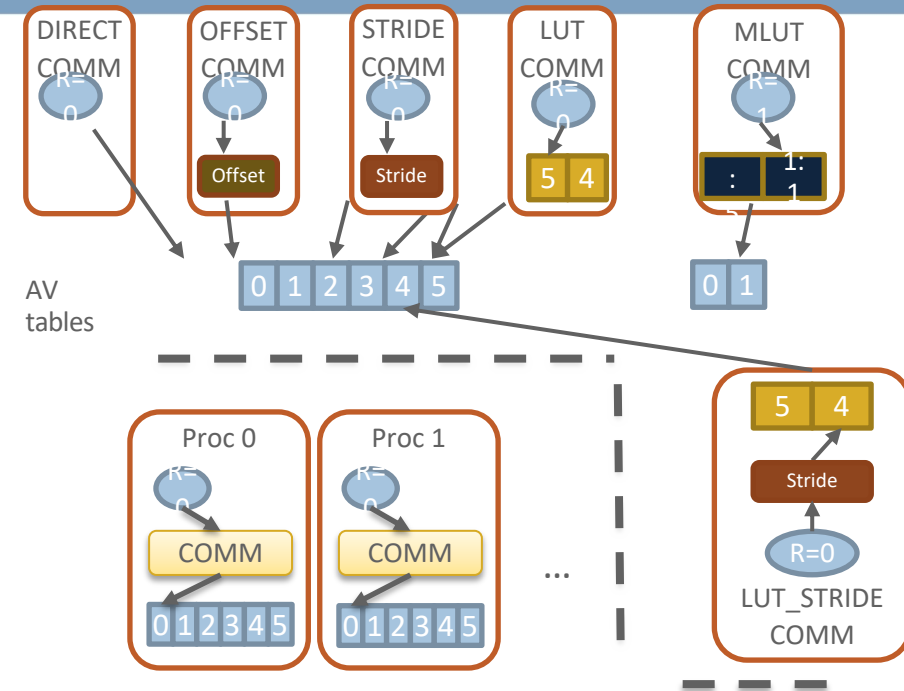 DIRECT
COMM
R=
0
OFFSET
COMM
R=
0
Offset
STRIDE
COMM
R=
0
Stride
LUT
COMM
R=
0
5 4
MLUT
COMM
R=
1
:
1:
1
AV
tables
0 1 2 3 4 5
0 1
Proc 0
R=
0
COMM
0 1 2 3 4 5
Proc 1
R=
0
COMM
0 1 2 3 4 5
...
5 4
Stride
R=0
LUT_STRIDE
COMM